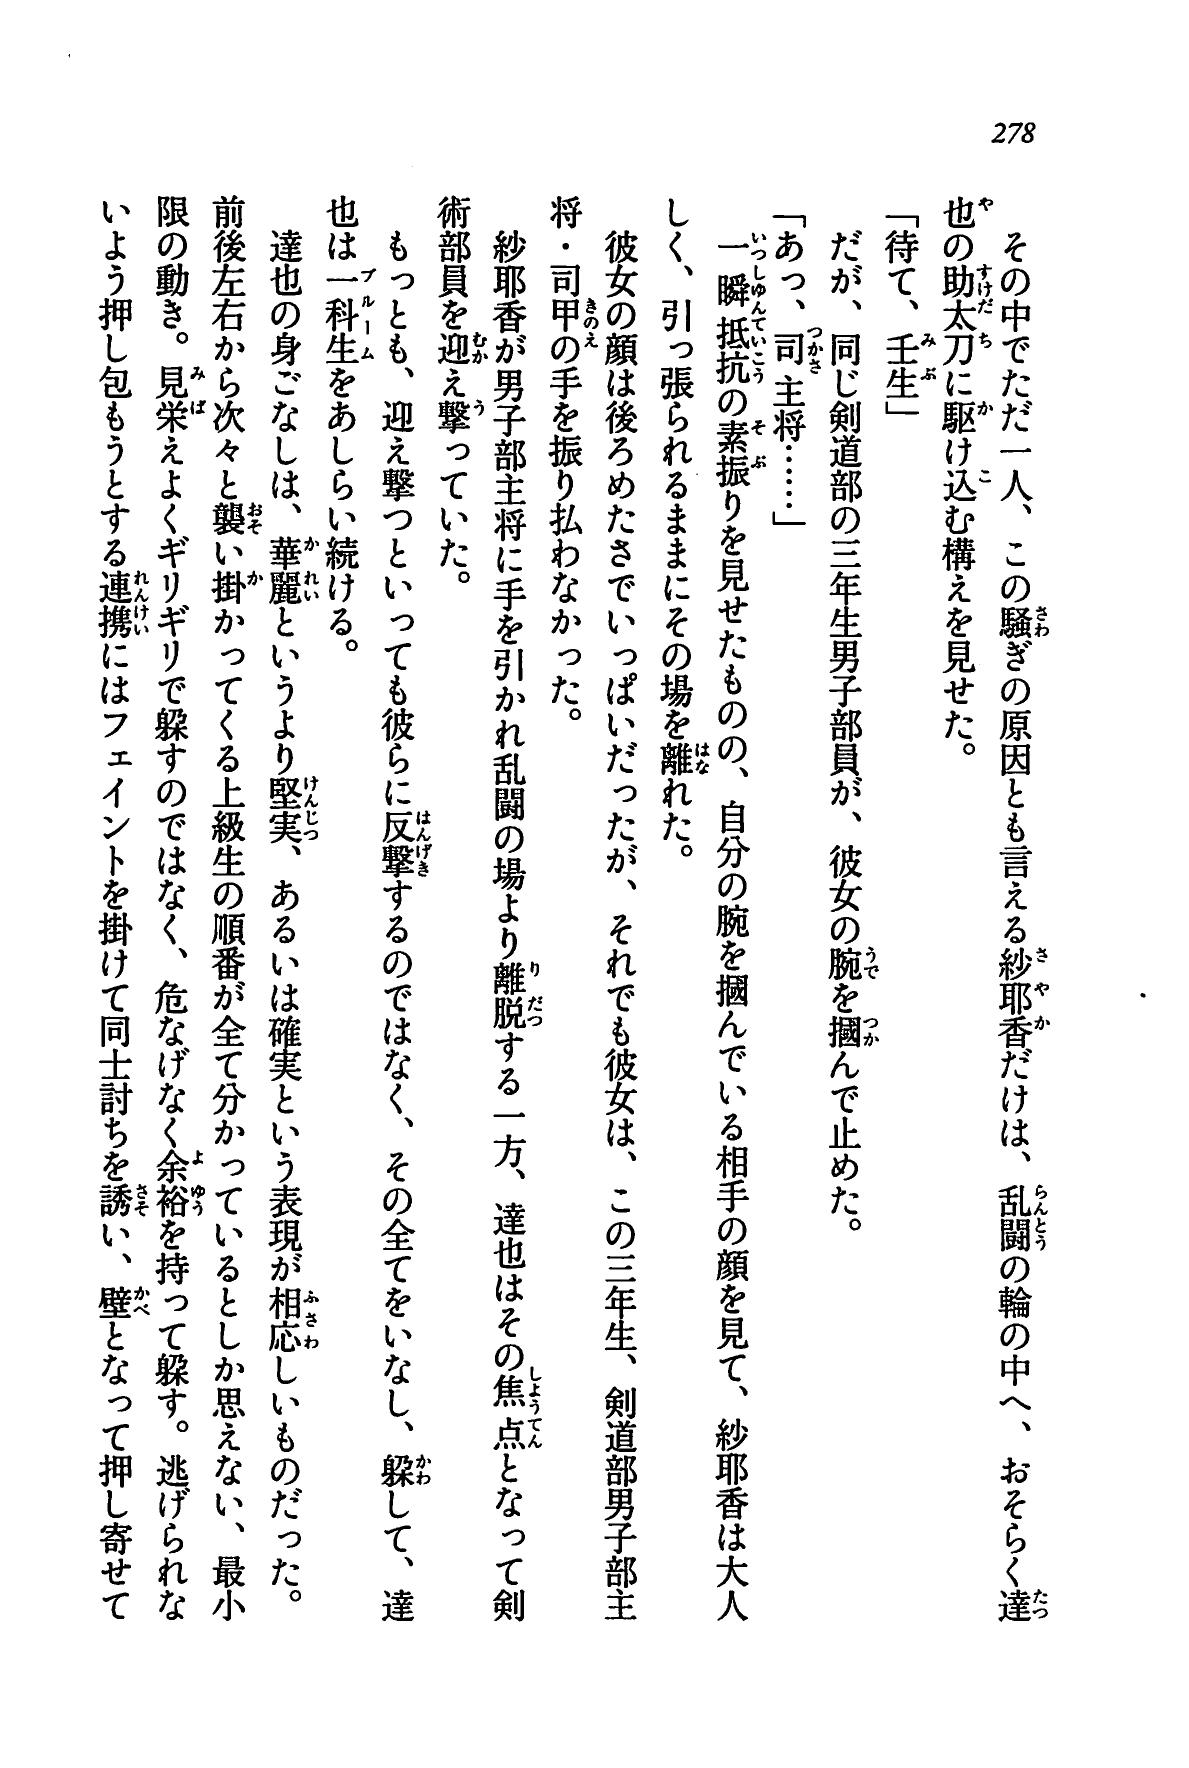 278
その中でただ一人、この騒ぎの原因とも言える紗耶香だけは、乱闘の輪の中へ、おそらく達
也の助太刀に駆け込む構えを見せた。
「待て、壬生」
だが、同じ剣道部の三年生男子部員が、彼女の腕を摑んで止めた。
「あっ、司主将……」
一瞬抵抗の素振りを見せたものの、自分の腕を摑んでいる相手の顔を見て、紗耶香は大人
しく、引っ張られるままにその場を離れた。
彼女の顔は後ろめたさでいっぱいだったが、それでも彼女は、この三年生、剣道部男子部主
将・司甲の手を振り払わなかった。
紗耶香が男子部主将に手を引かれ乱闘の場より離脱する一方、達也はその焦点となって剣
術部員を迎え撃っていた。
もっとも、迎え撃つといっても彼らに反撃するのではなく、その全てをいなし、躱して、達
也は一科生をあしらい続ける。
達也の身ごなしは、華麗というより堅実、あるいは確実という表現が相応しいものだった。
前後左右から次々と襲い掛かってくる上級生の順番が全て分かっているとしか思えない、最小
限の動き。見栄えよくギリギリで躱すのではなく、危なげなく余裕を持って躱す。逃げられな
いよう押し包もうとする連携にはフェイントを掛けて同士討ちを誘い、壁となって押し寄せて